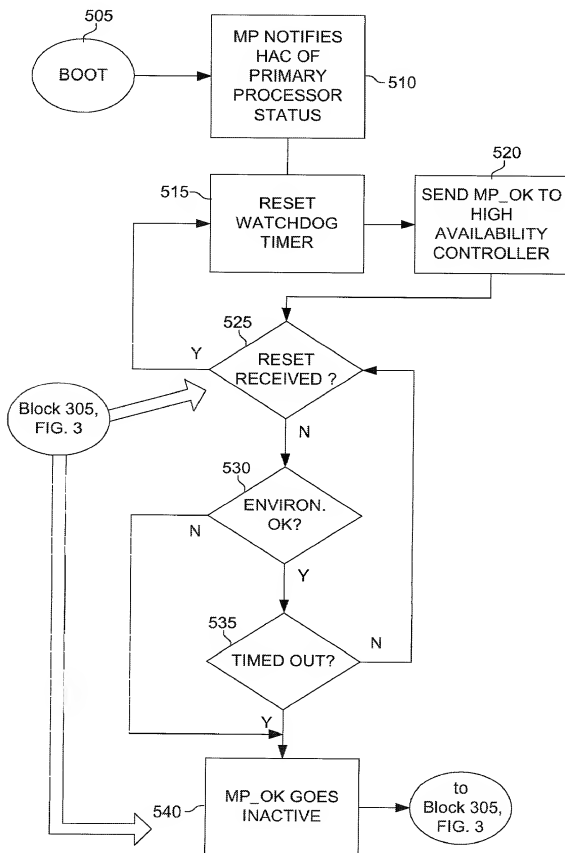 505
BOOT
MP NOTIFIES
HAC OF
PRIMARY
PROCESSOR
STATUS
510
515
RESET
WATCHDOG
TIMER
520
SEND MP_OK TO
HIGH
AVAILABILITY
CONTROLLER
525
Y
RESET
RECEIVED ?
N
Block 305,
FIG. 3
530
ENVIRON.
OK?
N
Y
535
TIMED OUT?
N
Y
540
MP_OK GOES
INACTIVE
to
Block 305,
FIG. 3